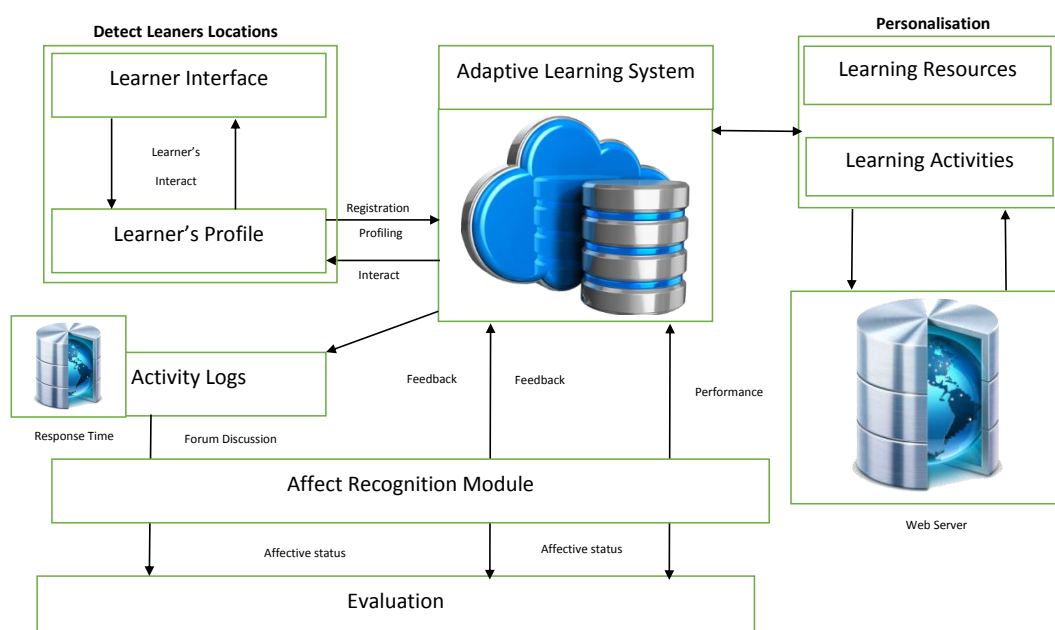 Detect Leaners Locations
Personalisation
Learner Interface
Adaptive Learning System
Learning Resources
Learner's
Interact
Learning Activities
Learner's Profile
Registration
Profiling
Interact
Activity Logs
Feedback
Feedback
Performance
Response Time
Forum Discussion
Affect Recognition Module
Web Server
Affective status
Affective status
Evaluation